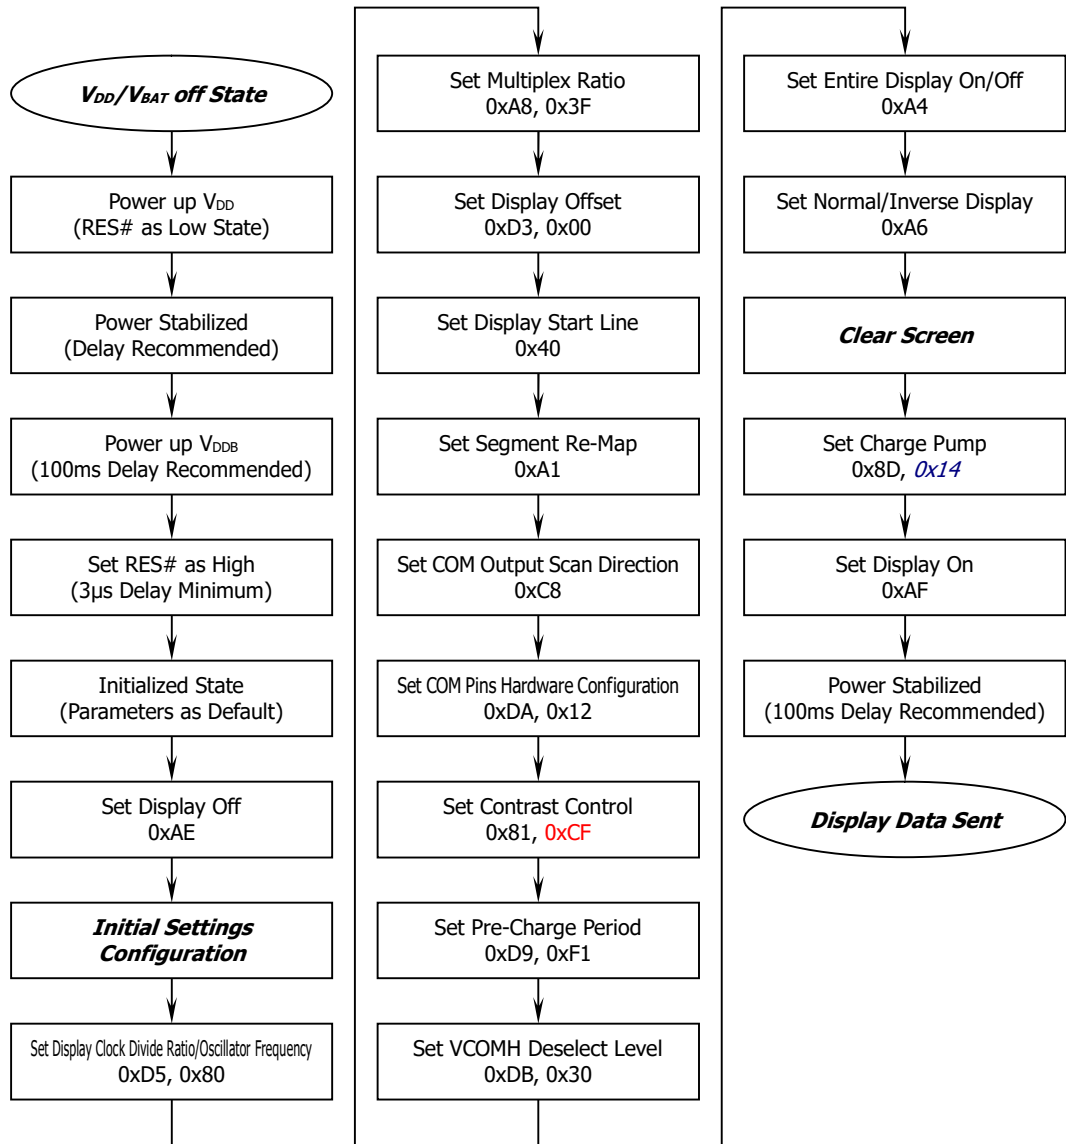 VDD/VBAT off State
Power up VDD
(RES# as Low State)
Power Stabilized
(Delay Recommended)
Power up VDDB
(100ms Delay Recommended)
Set RES# as High
(3μs Delay Minimum)
Initialized State
(Parameters as Default)
Set Display Off
0xAE
Initial Settings
Configuration
Set Display Clock Divide Ratio/Oscillator Frequency
0xD5, 0x80
Set Multiplex Ratio
0xA8, 0x3F
Set Display Offset
0xD3, 0x00
Set Display Start Line
0x40
Set Segment Re-Map
0xA1
Set COM Output Scan Direction
0xC8
Set COM Pins Hardware Configuration
0xDA, 0x12
Set Contrast Control
0x81, 0xCF
Set Pre-Charge Period
0xD9, 0xF1
Set VCOMH Deselect Level
0xDB, 0x30
Set Entire Display On/Off
0xA4
Set Normal/Inverse Display
0xA6
Clear Screen
Set Charge Pump
0x8D, 0x14
Set Display On
0xAF
Power Stabilized
(100ms Delay Recommended)
Display Data Sent